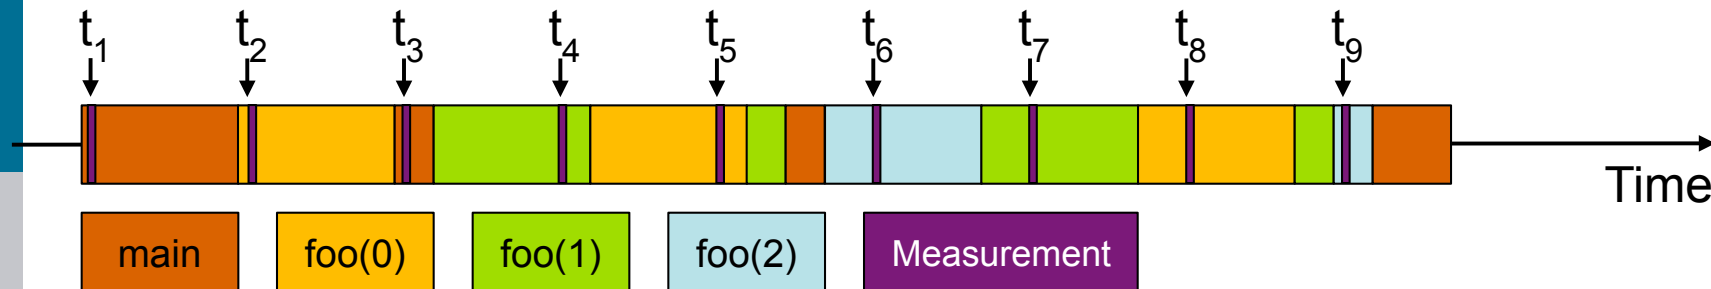 t1 t2 t3 t4 t5 t6 t7 t8 t9
Time
main foo(0) foo(1) foo(2) Measurement